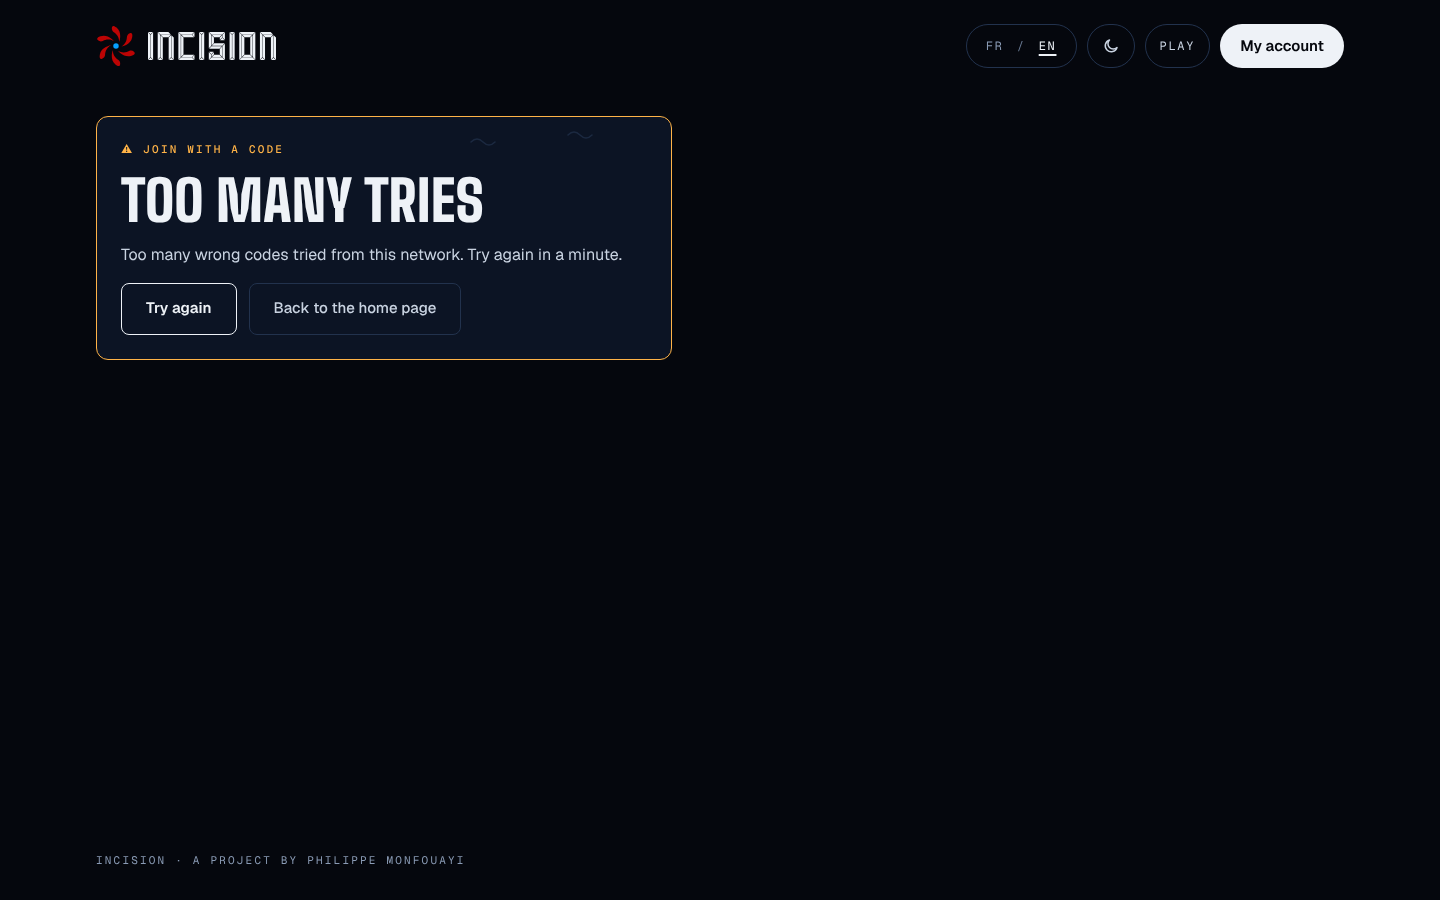 INCISION
FR / EN
PLAY
My account
JOIN WITH A CODE
TOO MANY TRIES
Too many wrong codes tried from this network. Try again in a minute.
Try again
Back to the home page
INCISION · A PROJECT BY PHILIPPE MONFOUAYI